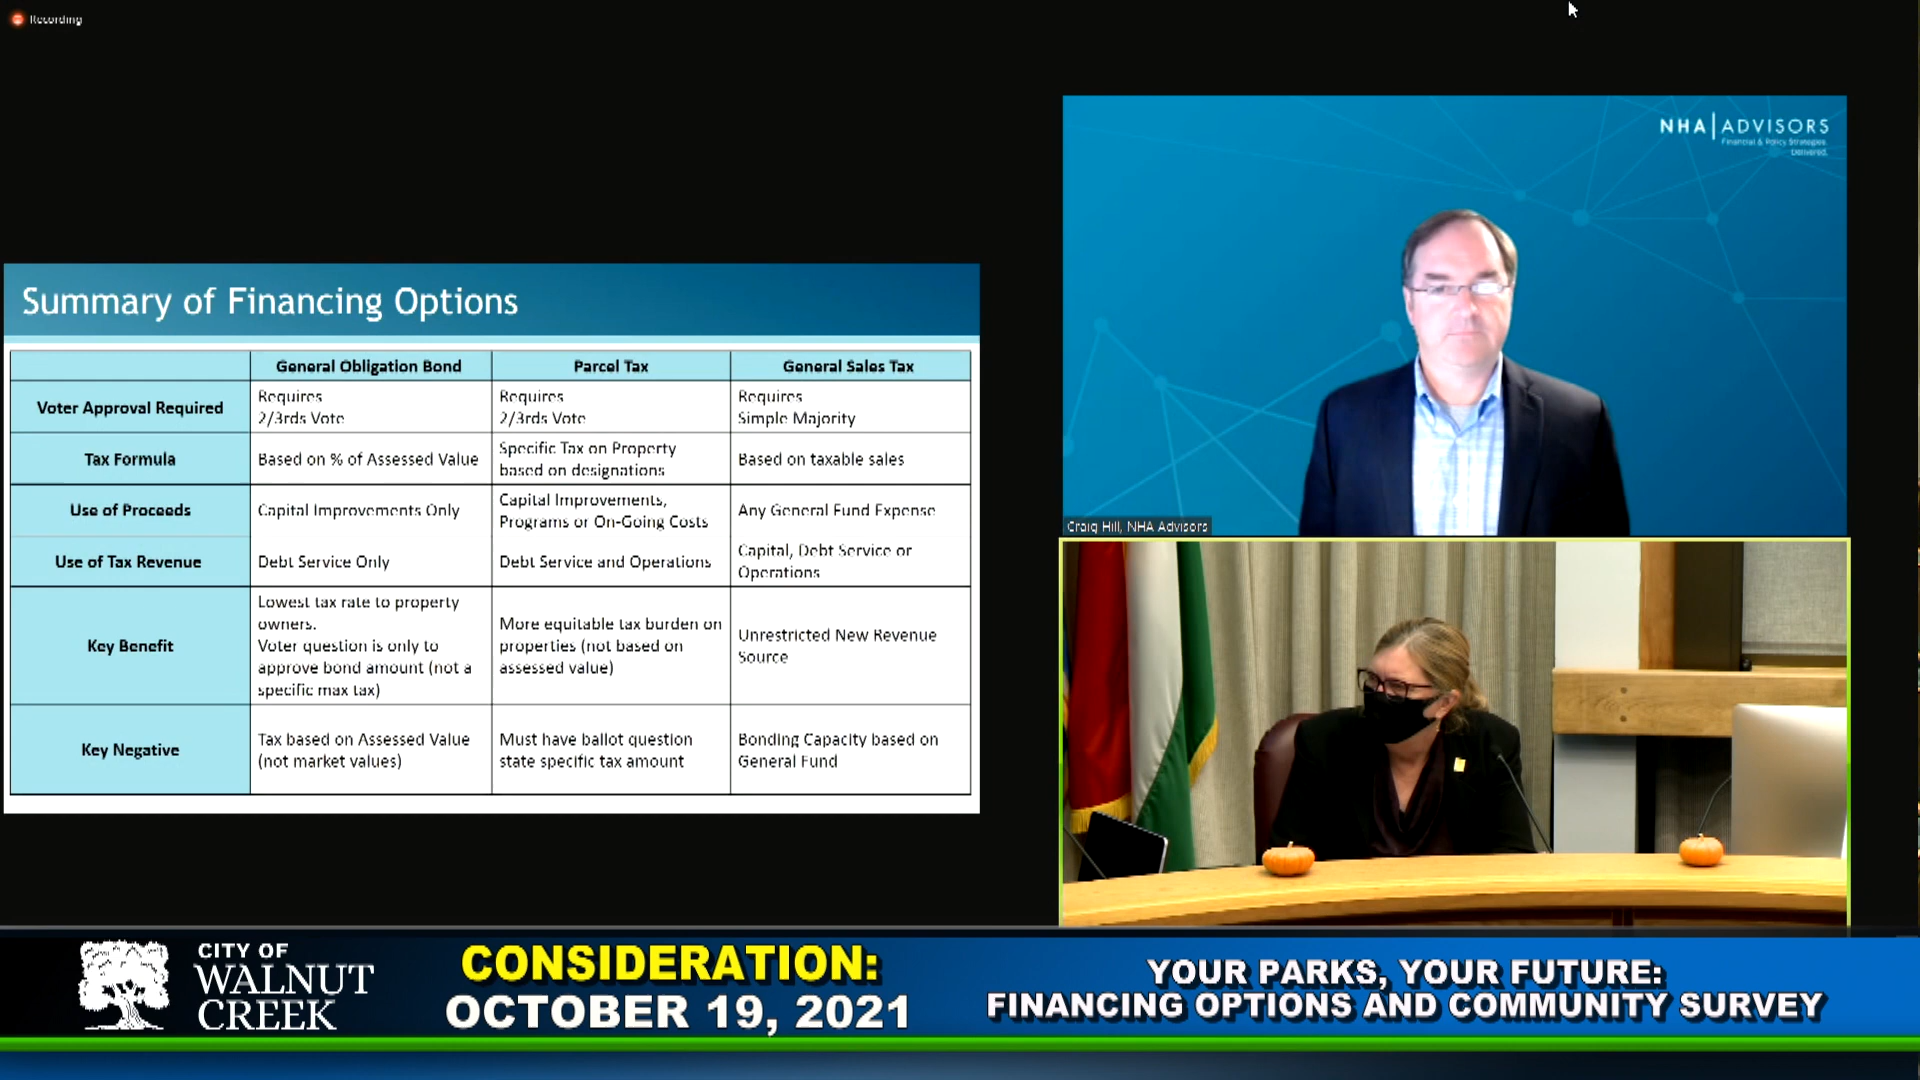 Recording
NHA|ADVISORS
Financial & Policy Strategies.
Delivered.
Summary of Financing Options
General Obligation Bond
Parcel Tax
General Sales Tax
Voter Approval Required
Requires
2/3rds Vote
Requires
2/3rds Vote
Requires
Simple Majority
Tax Formula
Based on % of Assessed Value
Specific Tax on Property
based on designations
Based on taxable sales
Use of Proceeds
Capital Improvements Only
Capital Improvements,
Programs or On-Going Costs
Any General Fund Expense
Use of Tax Revenue
Debt Service Only
Debt Service and Operations
Capital, Debt Service or
Operations
Key Benefit
Lowest tax rate to property
owners.
Voter question is only to
approve bond amount (not a
specific max tax)
More equitable tax burden on
properties (not based on
assessed value)
Unrestricted New Revenue
Source
Key Negative
Tax based on Assessed Value
(not market values)
Must have ballot question
state specific tax amount
Bonding Capacity based on
General Fund
Craig Hill, NHA Advisors
CITY OF
WALNUT
CREEK
CONSIDERATION:
OCTOBER 19, 2021
YOUR PARKS, YOUR FUTURE:
FINANCING OPTIONS AND COMMUNITY SURVEY